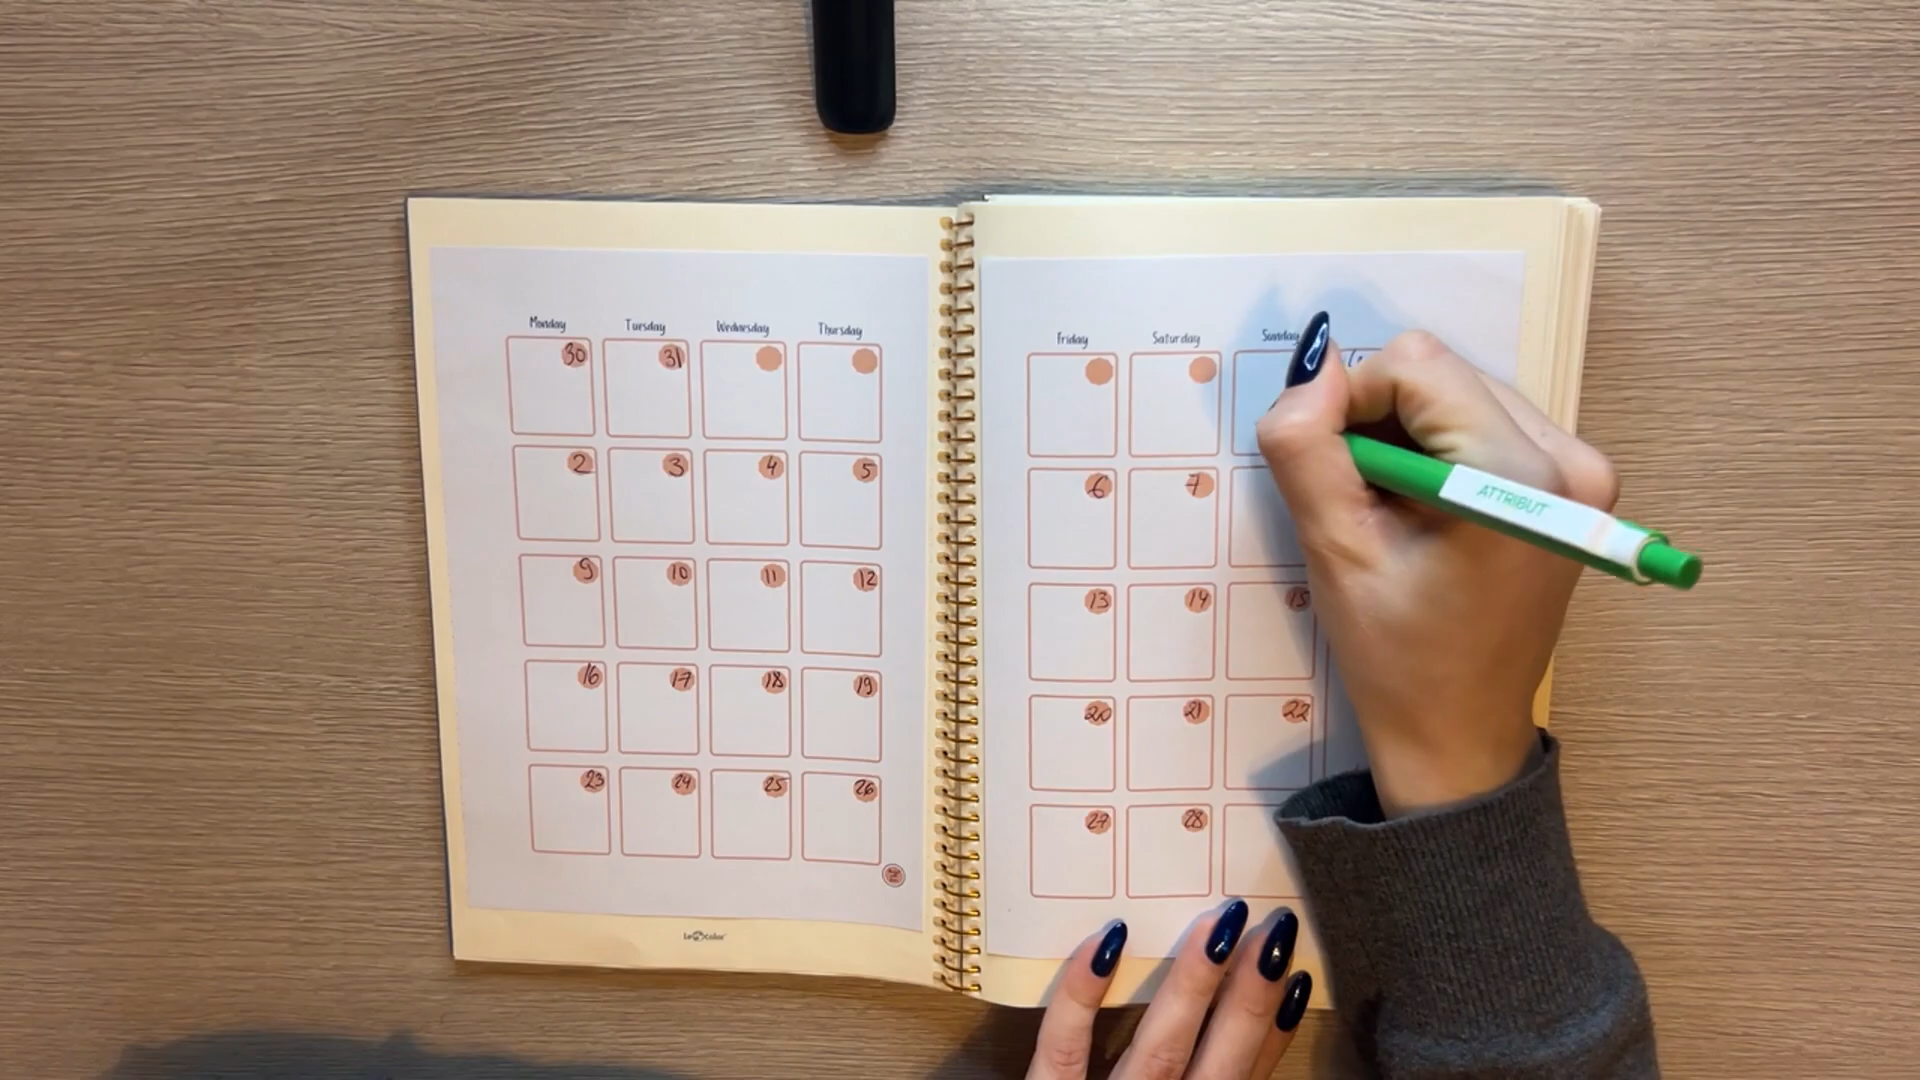 Monday Tuesday Wednesday Thursday
30 31
2 3 4 5
9 10 11 12
16 17 18 19
23 24 25 26
Friday Saturday Sunday
6 7
13 14 15
20 21 22
27 28
ATTRIBUT